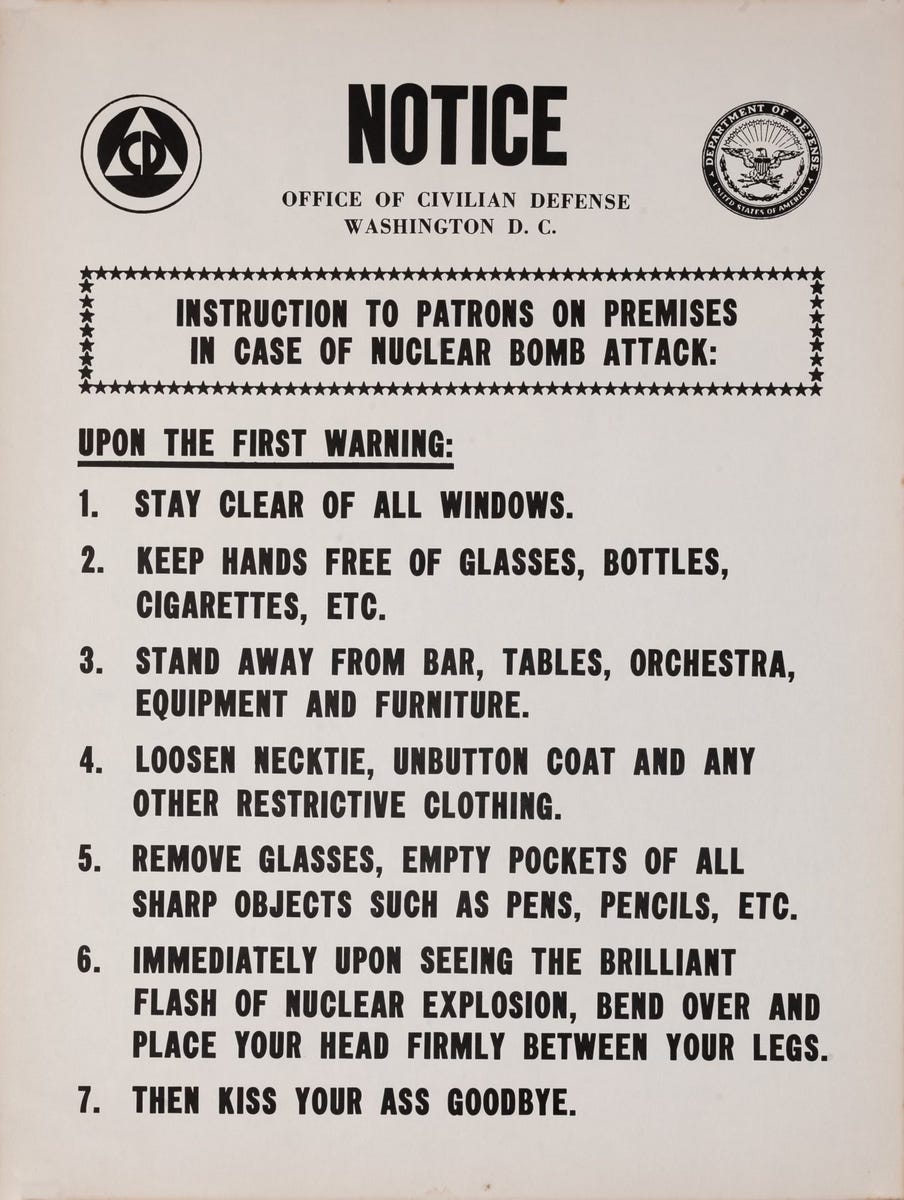 NOTICE
CD
DEPARTMENT OF DEFENSE
UNITED STATES OF AMERICA
OFFICE OF CIVILIAN DEFENSE
WASHINGTON D. C.
INSTRUCTION TO PATRONS ON PREMISES
IN CASE OF NUCLEAR BOMB ATTACK:
UPON THE FIRST WARNING:
1. STAY CLEAR OF ALL WINDOWS.
2. KEEP HANDS FREE OF GLASSES, BOTTLES,
CIGARETTES, ETC.
3. STAND AWAY FROM BAR, TABLES, ORCHESTRA,
EQUIPMENT AND FURNITURE.
4. LOOSEN NECKTIE, UNBUTTON COAT AND ANY
OTHER RESTRICTIVE CLOTHING.
5. REMOVE GLASSES, EMPTY POCKETS OF ALL
SHARP OBJECTS SUCH AS PENS, PENCILS, ETC.
6. IMMEDIATELY UPON SEEING THE BRILLIANT
FLASH OF NUCLEAR EXPLOSION, BEND OVER AND
PLACE YOUR HEAD FIRMLY BETWEEN YOUR LEGS.
7. THEN KISS YOUR ASS GOODBYE.